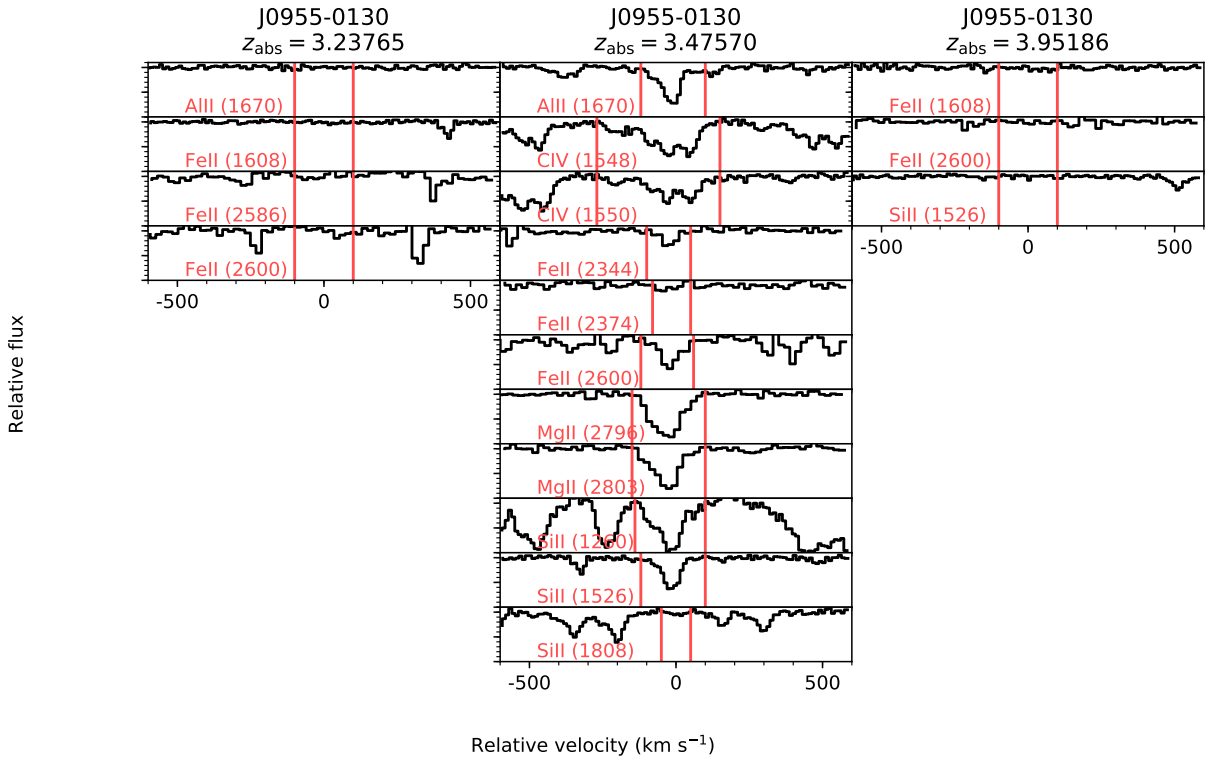 J0955-0130
z_abs = 3.23765
AlII (1670)
FeII (1608)
FeII (2586)
FeII (2600)
-500 0 500
J0955-0130
z_abs = 3.47570
AlII (1670)
CIV (1548)
CIV (1550)
FeII (2344)
FeII (2374)
FeII (2600)
MgII (2796)
MgII (2803)
SiII (1260)
SiII (1526)
SiII (1808)
-500 0 500
J0955-0130
z_abs = 3.95186
FeII (1608)
FeII (2600)
SiII (1526)
-500 0 500
Relative flux
Relative velocity (km s⁻¹)